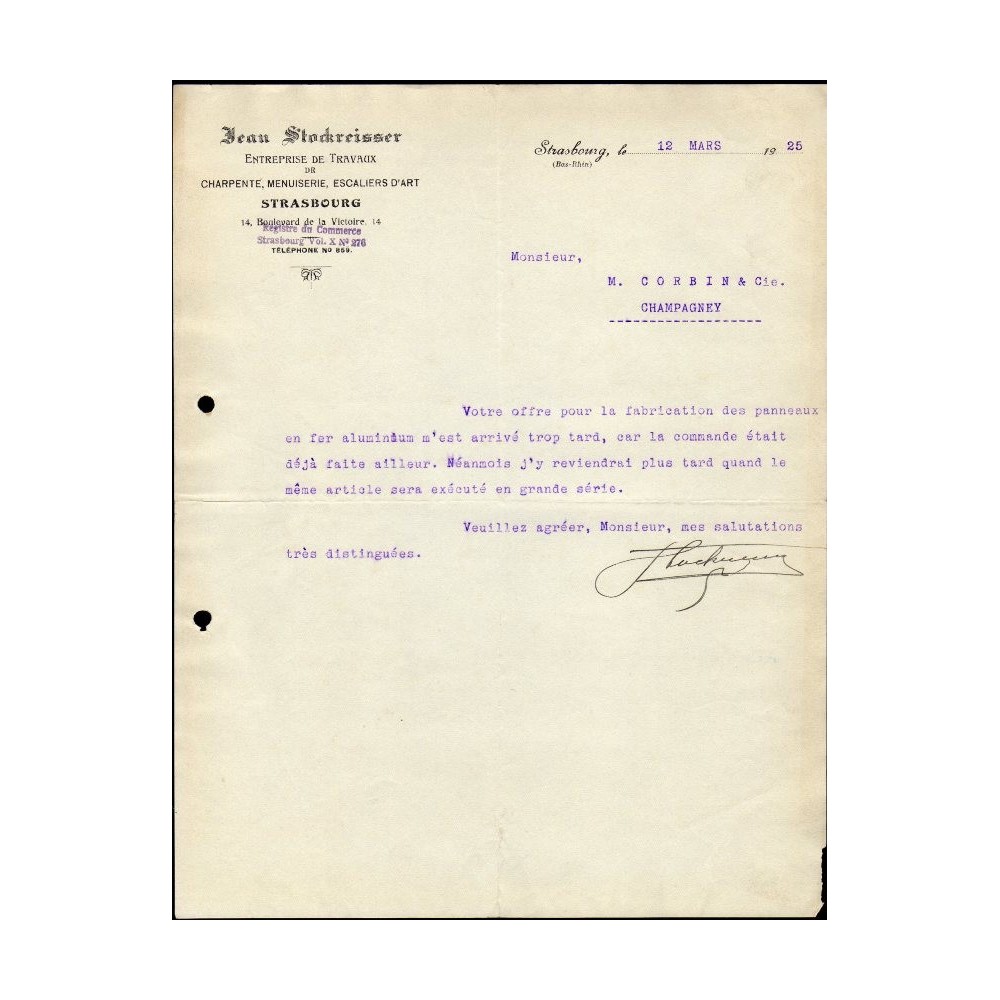 Jean Stockreisser
ENTREPRISE DE TRAVAUX
DE
CHARPENTE, MENUISERIE, ESCALIERS D'ART
STRASBOURG
14, Boulevard de la Victoire, 14
Registre du Commerce
Strasbourg Vol. X Nº 276
TÉLÉPHONE Nº 859.
Strasbourg, le 12 MARS 1925
(Bas-Rhin)
Monsieur,
M. CORBIN & Cie.
CHAMPAGNEY
Votre offre pour la fabrication des panneaux
en fer aluminium m'est arrivé trop tard, car la commande était
déjà faite ailleur. Néanmois j'y reviendrai plus tard quand le
même article sera exécuté en grande série.
Veuillez agréer, Monsieur, mes salutations
très distinguées.